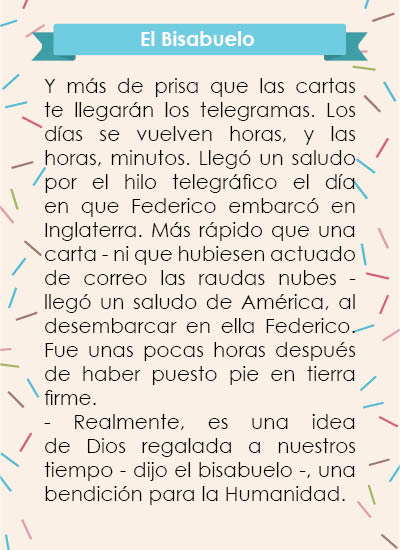 El Bisabuelo
Y más de prisa que las cartas
te llegarán los telegramas. Los
días se vuelven horas, y las
horas, minutos. Llegó un saludo
por el hilo telegráfico el día
en que Federico embarcó en
Inglaterra. Más rápido que una
carta - ni que hubiesen actuado
de correo las raudas nubes -
llegó un saludo de América, al
desembarcar en ella Federico.
Fue unas pocas horas después
de haber puesto pie en tierra
firme.
- Realmente, es una idea
de Dios regalada a nuestros
tiempo - dijo el bisabuelo -, una
bendición para la Humanidad.